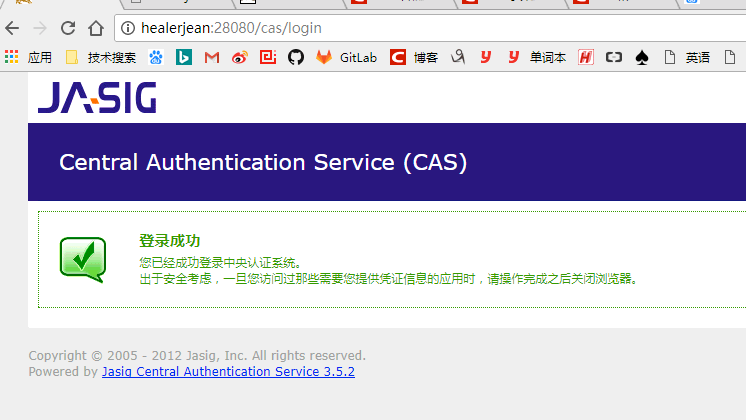 healerjean:28080/cas/login
应用 技术搜索 GitLab C 博客 单词本 H 英语
JA-SIG
Central Authentication Service (CAS)
登录成功
您已经成功登录中央认证系统。
出于安全考虑，一旦您访问过那些需要您提供凭证信息的应用时，请操作完成之后关闭浏览器。
Copyright © 2005 - 2012 Jasig, Inc. All rights reserved.
Powered by Jasig Central Authentication Service 3.5.2